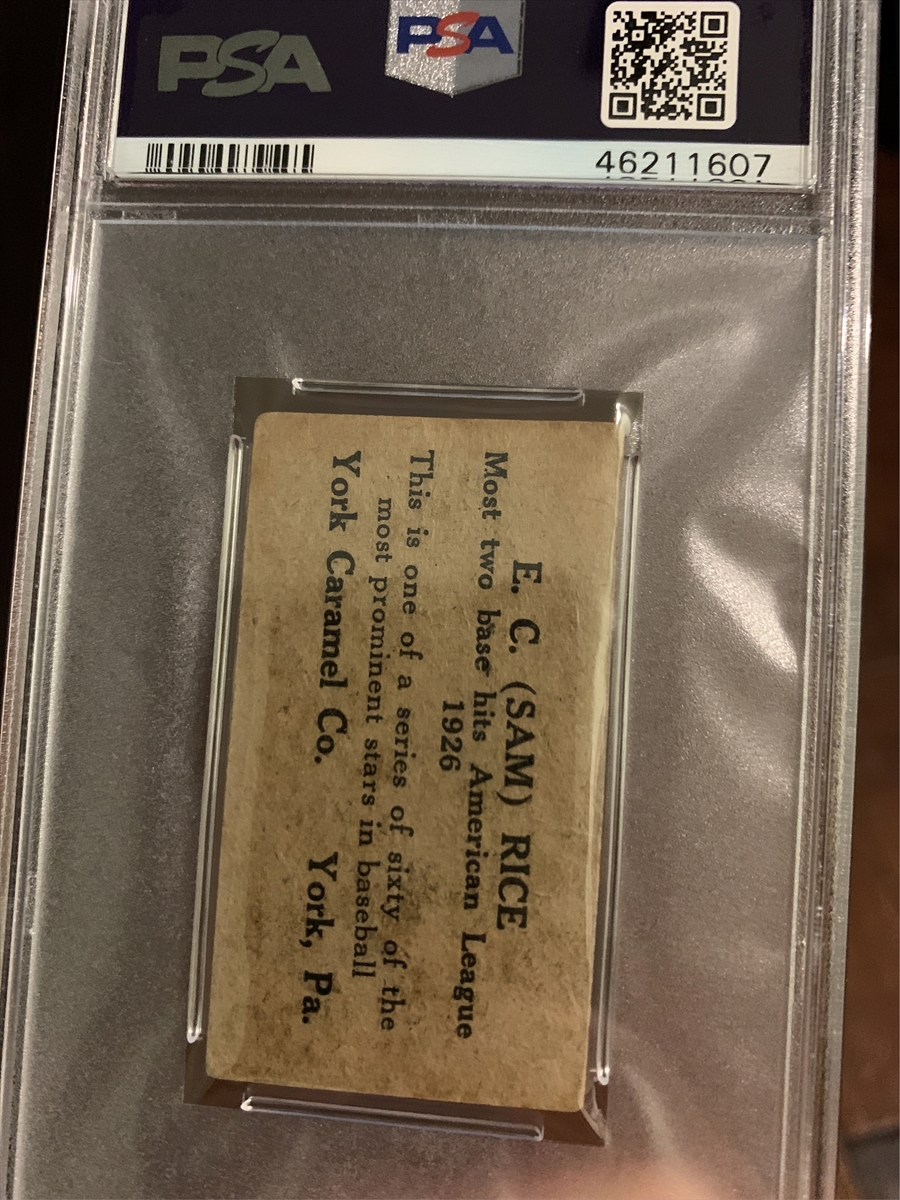 PSA
PSA
46211607
E. C. (SAM) RICE
Most two base hits American League
1926
This is one of a series of sixty of the
most prominent stars in baseball
York Caramel Co. York, Pa.